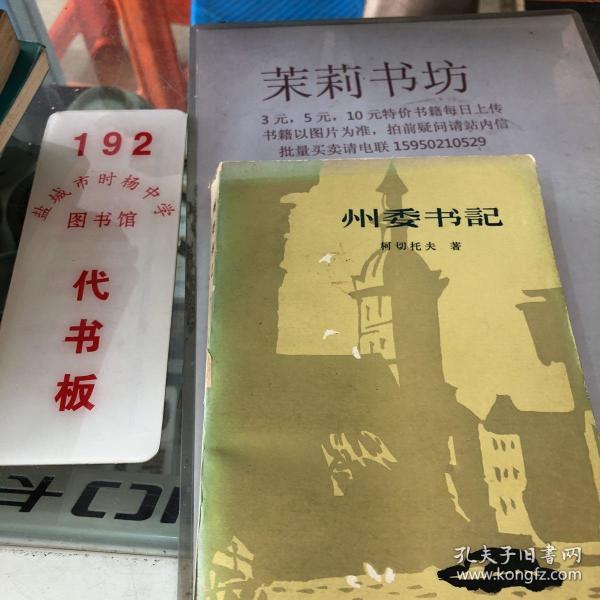 茉莉书坊
3元，5元，10元特价书籍每日上传
书籍以图片为准，拍前疑问请站内信
批量买卖请电联 15950210529
192
盐城市时杨中学
图书馆
代书板
州委书記
柯切托夫 著
孔夫子旧书网
www.kongfz.com